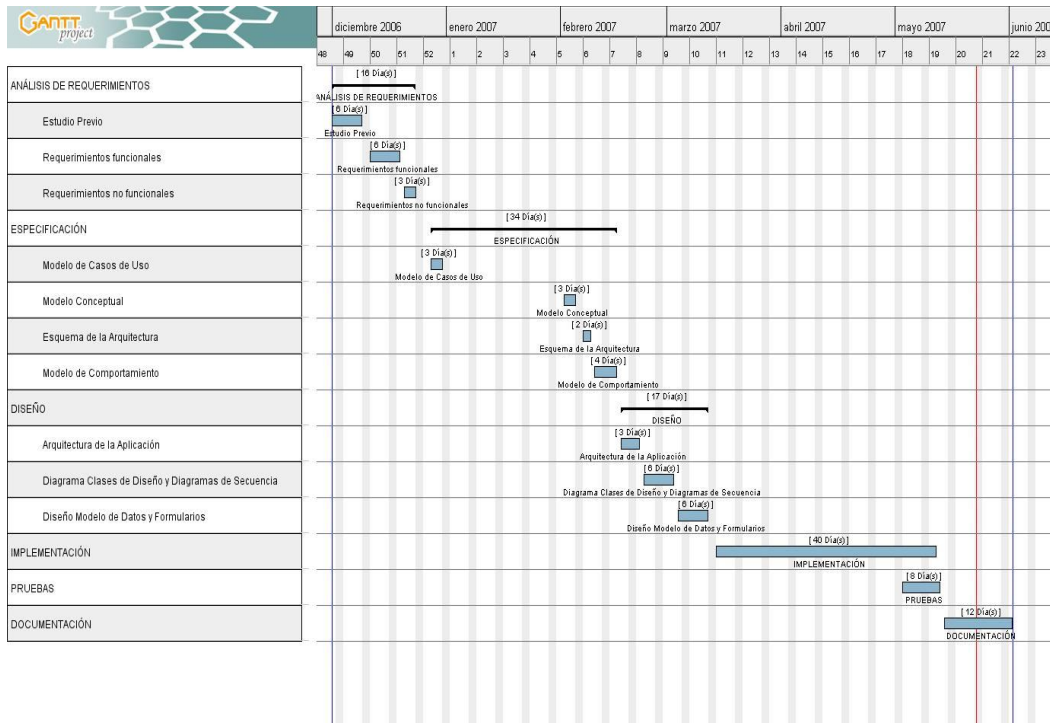 GANTT
project
diciembre 2006 enero 2007 febrero 2007 marzo 2007 abril 2007 mayo 2007 junio 200
48 49 50 51 52 1 2 3 4 5 6 7 8 9 10 11 12 13 14 15 16 17 18 19 20 21 22 23
ANÁLISIS DE REQUERIMIENTOS
[ 16 Día(s) ]
ANÁLISIS DE REQUERIMIENTOS
Estudio Previo
[ 6 Día(s) ]
Estudio Previo
Requerimientos funcionales
[ 6 Día(s) ]
Requerimientos funcionales
Requerimientos no funcionales
[ 3 Día(s) ]
Requerimientos no funcionales
ESPECIFICACIÓN
[ 34 Día(s) ]
ESPECIFICACIÓN
Modelo de Casos de Uso
[ 3 Día(s) ]
Modelo de Casos de Uso
Modelo Conceptual
[ 3 Día(s) ]
Modelo Conceptual
Esquema de la Arquitectura
[ 2 Día(s) ]
Esquema de la Arquitectura
Modelo de Comportamiento
[ 4 Día(s) ]
Modelo de Comportamiento
DISEÑO
[ 17 Día(s) ]
DISEÑO
Arquitectura de la Aplicación
[ 3 Día(s) ]
Arquitectura de la Aplicación
Diagrama Clases de Diseño y Diagramas de Secuencia
[ 6 Día(s) ]
Diagrama Clases de Diseño y Diagramas de Secuencia
Diseño Modelo de Datos y Formularios
[ 6 Día(s) ]
Diseño Modelo de Datos y Formularios
IMPLEMENTACIÓN
[ 40 Día(s) ]
IMPLEMENTACIÓN
PRUEBAS
[ 8 Día(s) ]
PRUEBAS
DOCUMENTACIÓN
[ 12 Día(s) ]
DOCUMENTACIÓN